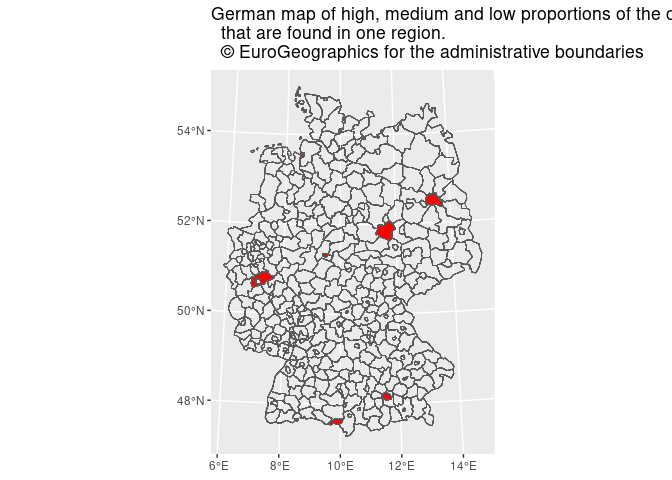 German map of high, medium and low proportions of the
that are found in one region.
© EuroGeographics for the administrative boundaries
54°N
52°N
50°N
48°N
6°E 8°E 10°E 12°E 14°E